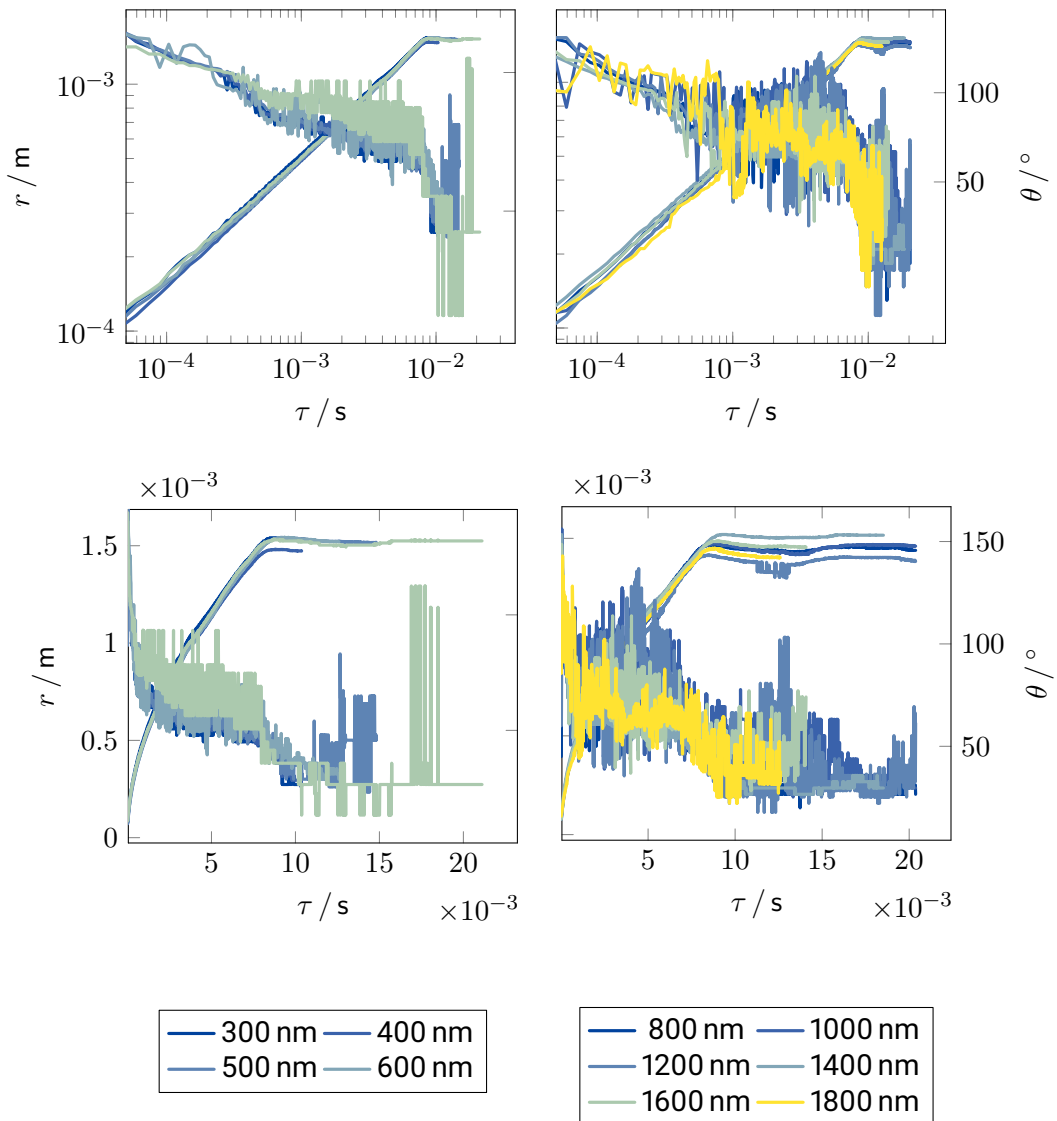 10⁻³
10⁻⁴
r / m
10⁻⁴ 10⁻³ 10⁻²
τ / s
100
50
θ / °
10⁻⁴ 10⁻³ 10⁻²
τ / s
×10⁻³
1.5
1
0.5
0
r / m
5 10 15 20
τ / s
×10⁻³
×10⁻³
150
100
50
θ / °
5 10 15 20
τ / s
×10⁻³
300 nm 400 nm
500 nm 600 nm
800 nm 1000 nm
1200 nm 1400 nm
1600 nm 1800 nm